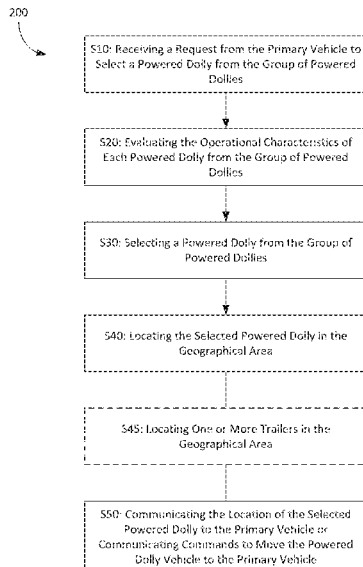 200
S10: Receiving a Request from the Primary Vehicle to
Select a Powered Dolly from the Group of Powered
Dollies
S20: Evaluating the Operational Characteristics of
Each Powered Dolly from the Group of Powered
Dollies
S30: Selecting a Powered Dolly from the Group of
Powered Dollies
S40: Locating the Selected Powered Dolly in the
Geographical Area
S45: Locating One or More Trailers in the
Geographical Area
S50: Communicating the Location of the Selected
Powered Dolly to the Primary Vehicle or
Communicating Commands to Move the Powered
Dolly Vehicle to the Primary Vehicle